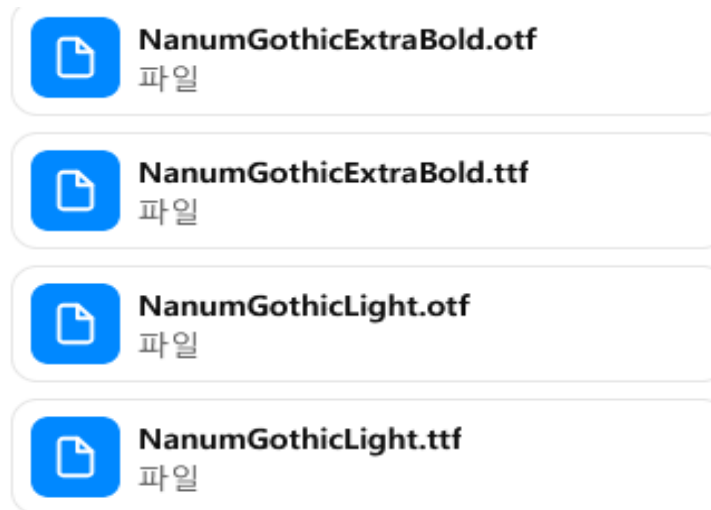 NanumGothicExtraBold.otf
파일
NanumGothicExtraBold.ttf
파일
NanumGothicLight.otf
파일
NanumGothicLight.ttf
파일